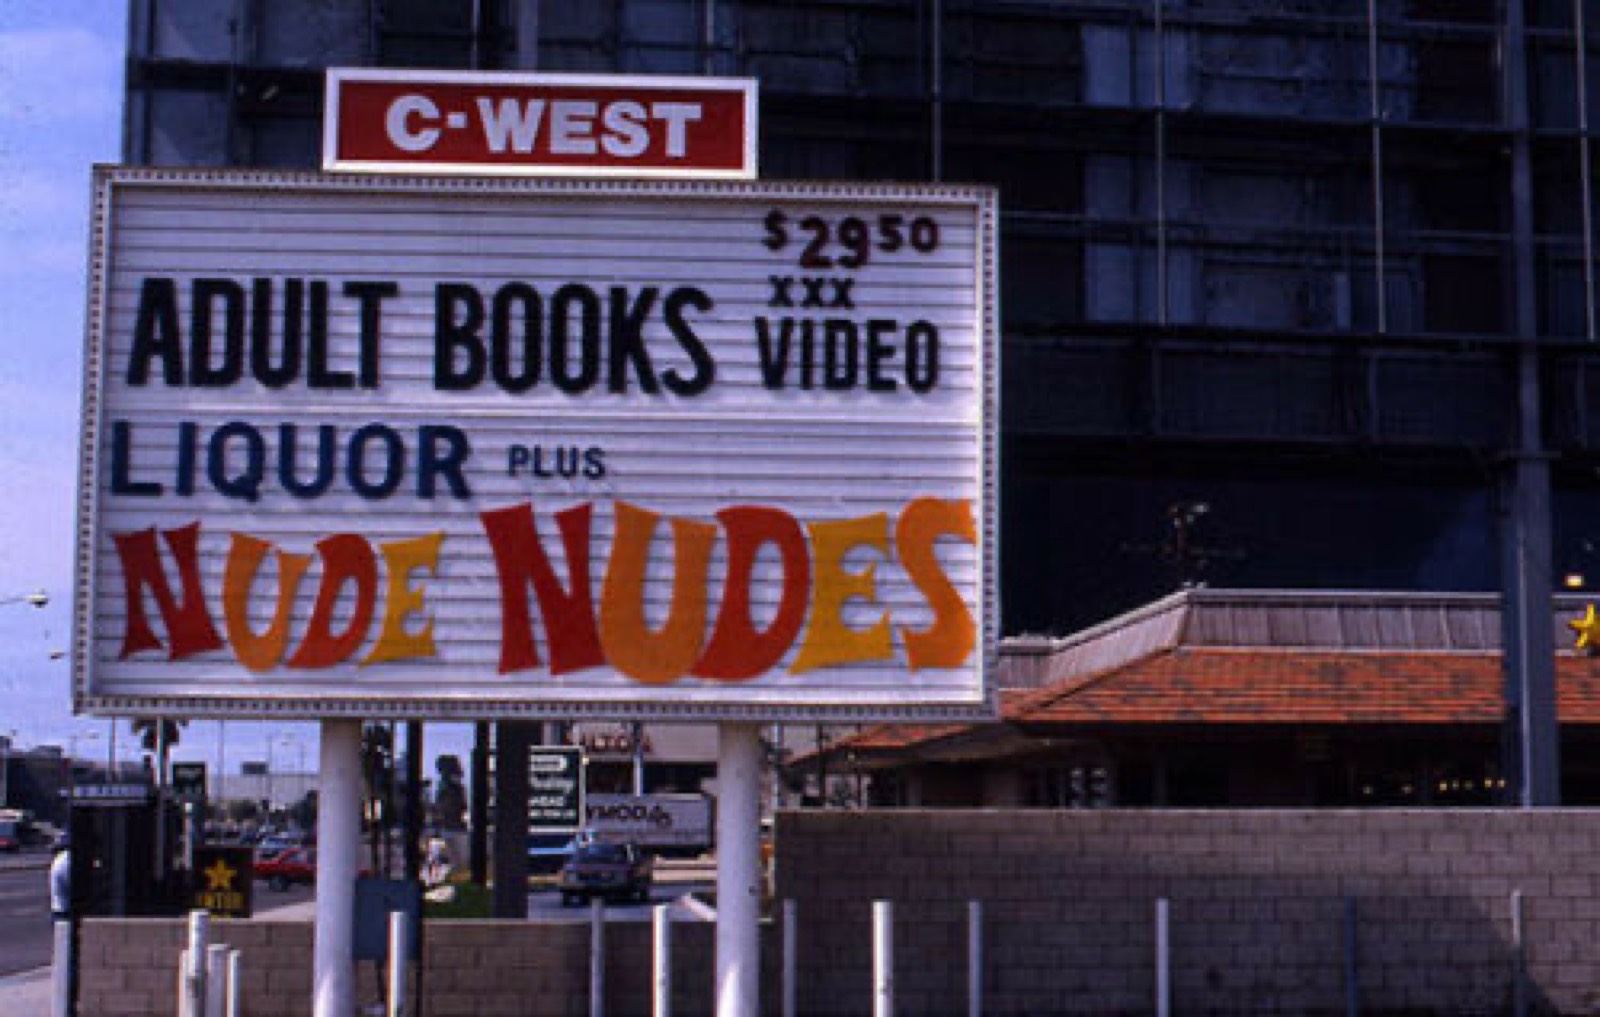 C-WEST
$29.50
XXX
ADULT BOOKS VIDEO
LIQUOR PLUS
NUDE NUDES